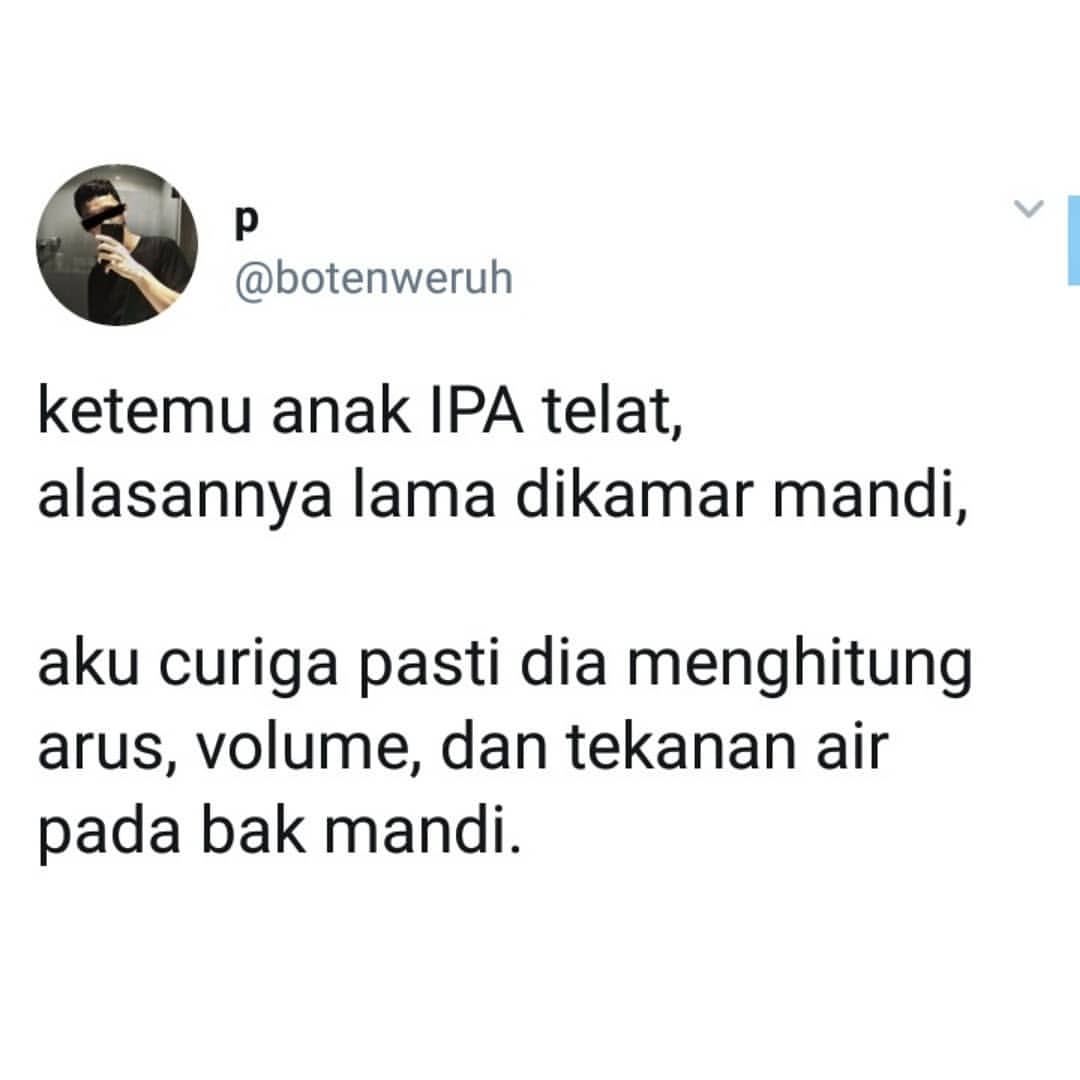 p
@botenweruh
ketemu anak IPA telat,
alasannya lama dikamar mandi,
aku curiga pasti dia menghitung
arus, volume, dan tekanan air
pada bak mandi.